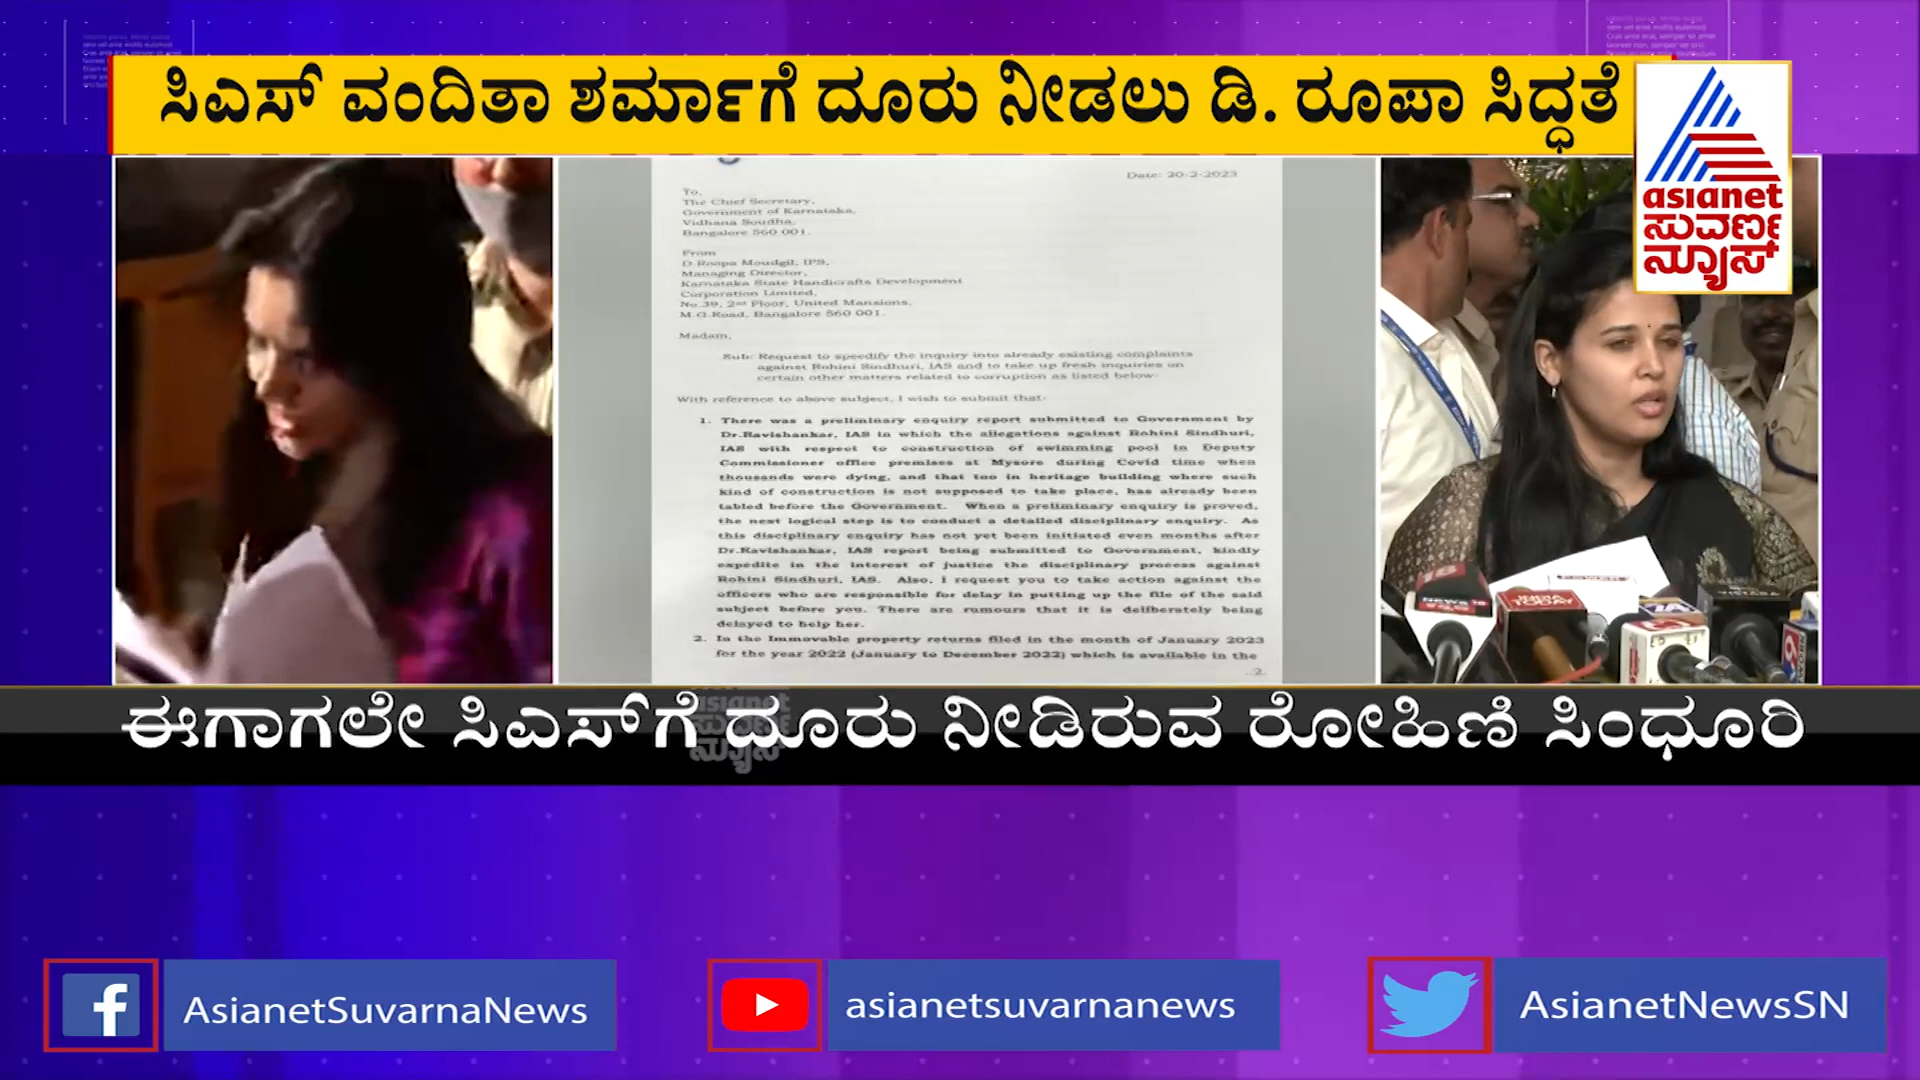 ಸಿಎಸ್ ವಂದಿತಾ ಶರ್ಮಾಗೆ ದೂರು ನೀಡಲು ಡಿ. ರೂಪಾ ಸಿದ್ಧತೆ
asianet
ಸುವರ್ಣ
ನ್ಯೂಸ್
Date: 20-2-2023
To,
The Chief Secretary,
Government of Karnataka,
Vidhana Soudha,
Bangalore 560 001.
From
D.Roopa Moudgil, IPS,
Managing Director,
Karnataka State Handicrafts Development
Corporation Limited,
No.39, 2nd Floor, United Mansions,
M.G.Road, Bangalore 560 001.
Madam,
Sub: Request to speedify the inquiry into already existing complaints
against Rohini Sindhuri, IAS and to take up fresh inquiries on
certain other matters related to corruption as listed below-
With reference to above subject, I wish to submit that-
1. There was a preliminary enquiry report submitted to Government by
Dr.Ravishankar, IAS in which the allegations against Rohini Sindhuri,
IAS with respect to construction of swimming pool in Deputy
Commissioner office premises at Mysore during Covid time when
thousands were dying, and that too in heritage building where such
kind of construction is not supposed to take place, has already been
tabled before the Government. When a preliminary enquiry is proved,
the next logical step is to conduct a detailed disciplinary enquiry. As
this disciplinary enquiry has not yet been initiated even months after
Dr.Ravishankar, IAS report being submitted to Government, kindly
expedite in the interest of justice the disciplinary process against
Rohini Sindhuri, IAS. Also, I request you to take action against the
officers who are responsible for delay in putting up the file of the said
subject before you. There are rumours that it is deliberately being
delayed to help her.
2. In the Immovable property returns filed in the month of January 2023
for the year 2022 (January to December 2022) which is available in the
..2..
NEWS 18
INDIA TODAY
POWER
9
ಈಗಾಗಲೇ ಸಿಎಸ್‌ಗೆ ದೂರು ನೀಡಿರುವ ರೋಹಿಣಿ ಸಿಂಧೂರಿ
asianet
ಸುವರ್ಣ
ನ್ಯೂಸ್
AsianetSuvarnaNews
asianetsuvarnanews
AsianetNewsSN